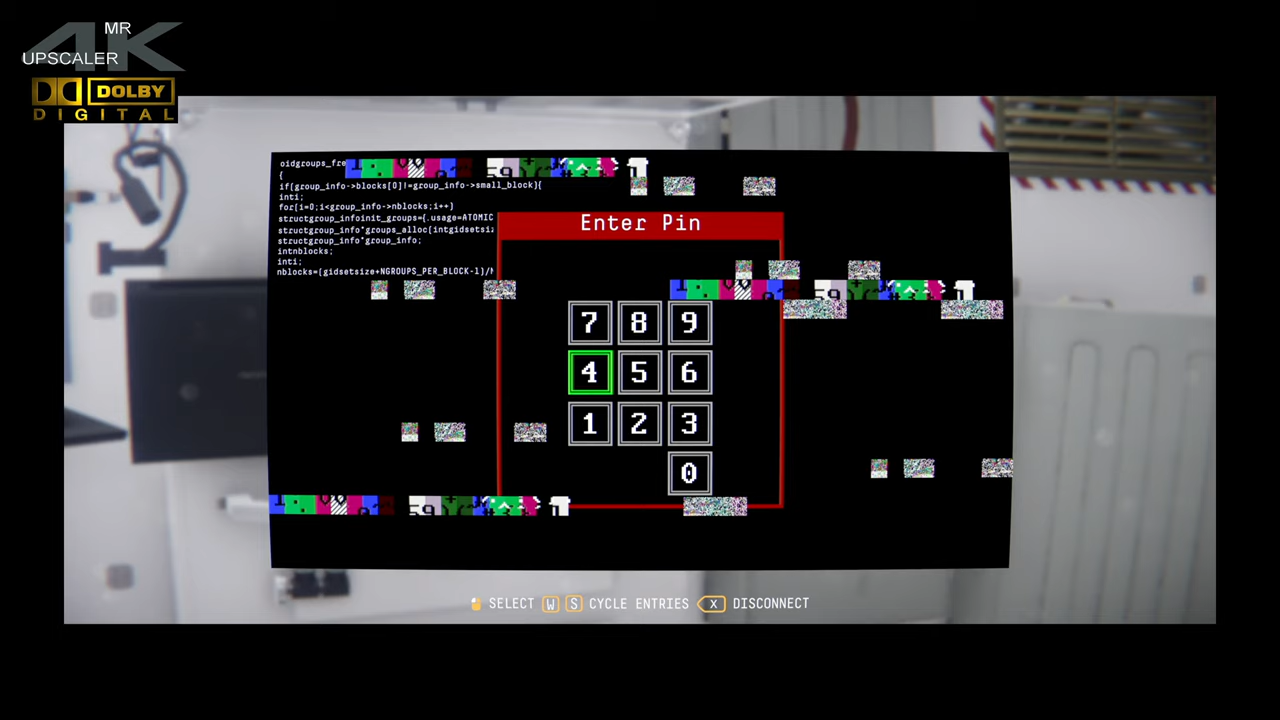 MR
4K
UPSCALER
DOLBY
DIGITAL
oidgroups_fre
{
if(group_info->blocks[0]!=group_info->small_block){
inti;
for(i=0;i<group_info->nblocks;i++)
structgroup_infoinit_groups={.usage=ATOMIC
structgroup_info*groups_alloc(intgidsetsiz
structgroup_info*group_info;
intnblocks;
inti;
nblocks=(gidsetsize+NGROUPS_PER_BLOCK-1)/
Enter Pin
7 8 9
4 5 6
1 2 3
0
SELECT W S CYCLE ENTRIES X DISCONNECT